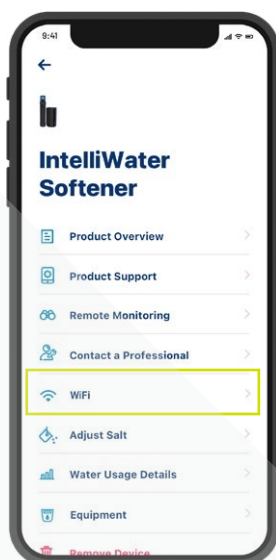 9:41
IntelliWater
Softener
Product Overview
Product Support
Remote Monitoring
Contact a Professional
WiFi
Adjust Salt
Water Usage Details
Equipment
Remove Device